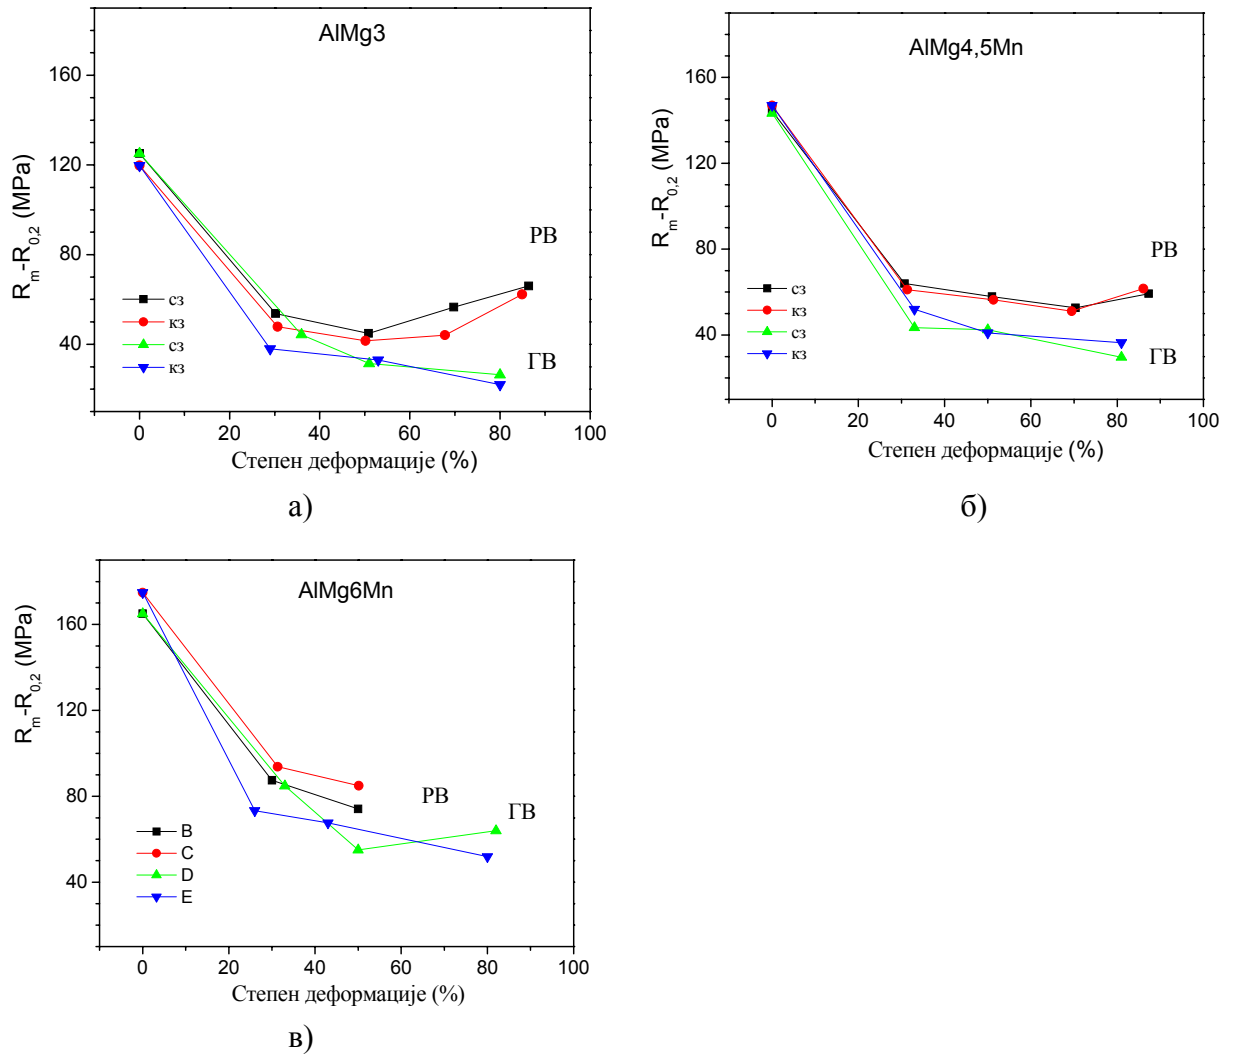 AlMg3
160
120
80
40
Rm-R0,2 (MPa)
РВ
ГВ
сз
кз
сз
кз
0 20 40 60 80 100
Степен деформације (%)
а)
AlMg4,5Mn
160
120
80
40
Rm-R0,2 (MPa)
РВ
ГВ
сз
кз
сз
кз
0 20 40 60 80 100
Степен деформације (%)
б)
AlMg6Mn
160
120
80
40
Rm-R0,2 (MPa)
РВ
ГВ
B
C
D
E
0 20 40 60 80 100
Степен деформације (%)
в)